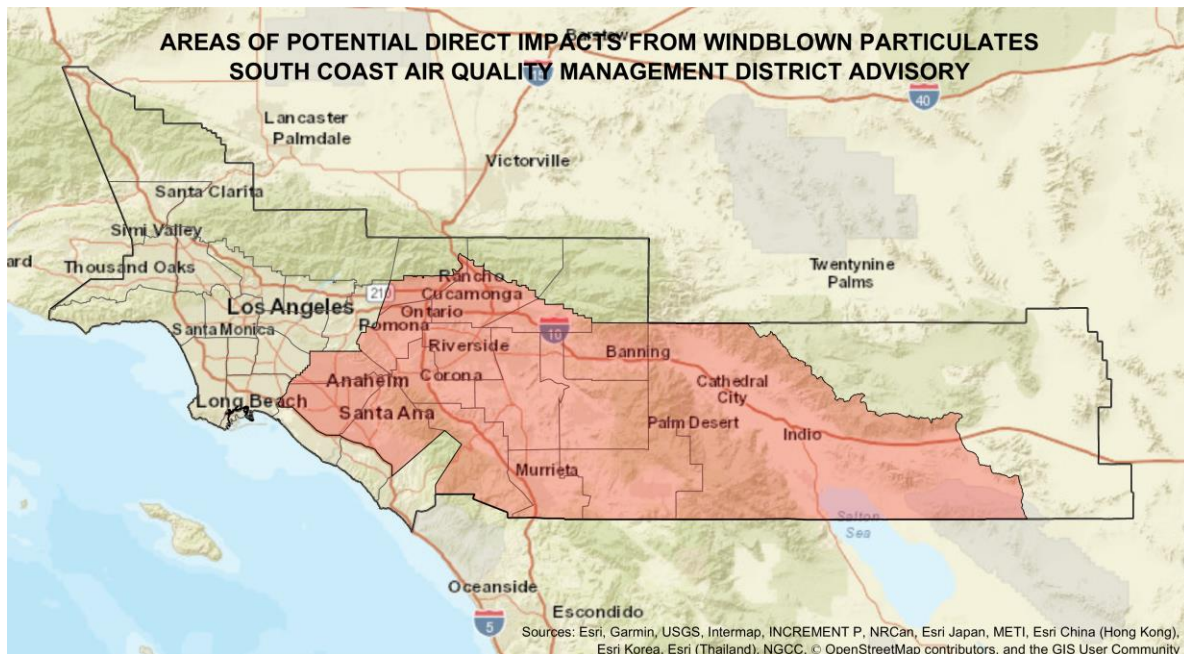 AREAS OF POTENTIAL DIRECT IMPACTS FROM WINDBLOWN PARTICULATES
Barstow
SOUTH COAST AIR QUALITY MANAGEMENT DISTRICT ADVISORY
15
40
Lancaster
Palmdale
Victorville
Santa Clarita
Simi Valley
ard
Thousand Oaks
Twentynine
Palms
Rancho
Cucamonga
210
Los Angeles
Ontario
Pomona
Santa Monica
10
Riverside
Banning
Anaheim
Corona
Cathedral
City
Long Beach
Santa Ana
Palm Desert
Indio
Murrieta
Salton
Sea
Oceanside
Escondido
5
Sources: Esri, Garmin, USGS, Intermap, INCREMENT P, NRCan, Esri Japan, METI, Esri China (Hong Kong),
Esri Korea, Esri (Thailand), NGCC, © OpenStreetMap contributors, and the GIS User Community